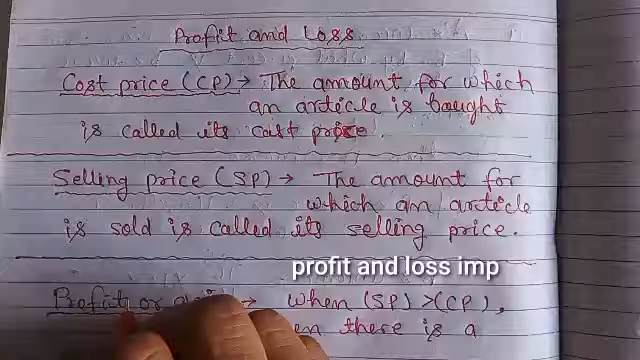 Profit and Loss
Cost price (CP) → The amount for which
an article is bought
is called its cost price.
Selling price (SP) → The amount for
which an article
is sold is called its selling price.
profit and loss imp
Profit or → when (SP) > (CP),
there is a